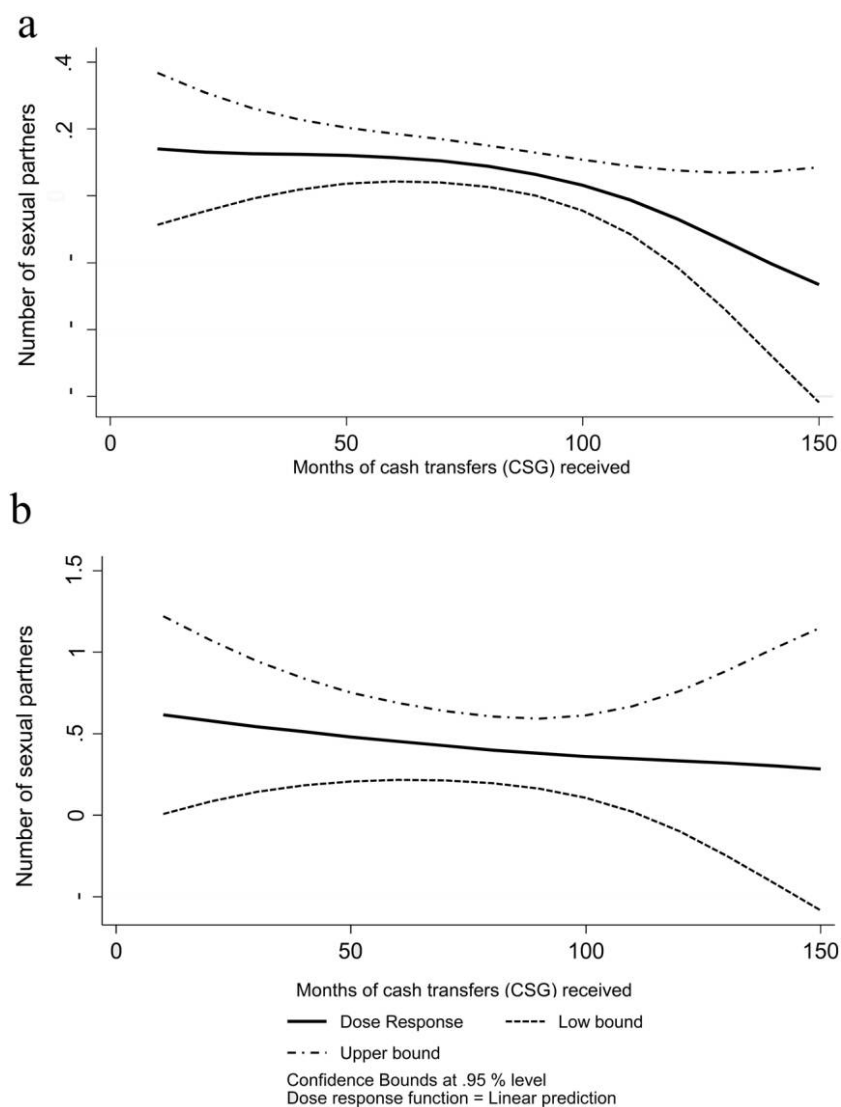 a
Number of sexual partners
.4
.2
0
-
-
-
0
50
100
150
Months of cash transfers (CSG) received
b
Number of sexual partners
1.5
1
.5
0
-
0
50
100
150
Months of cash transfers (CSG) received
Dose Response
Low bound
Upper bound
Confidence Bounds at .95 % level
Dose response function = Linear prediction